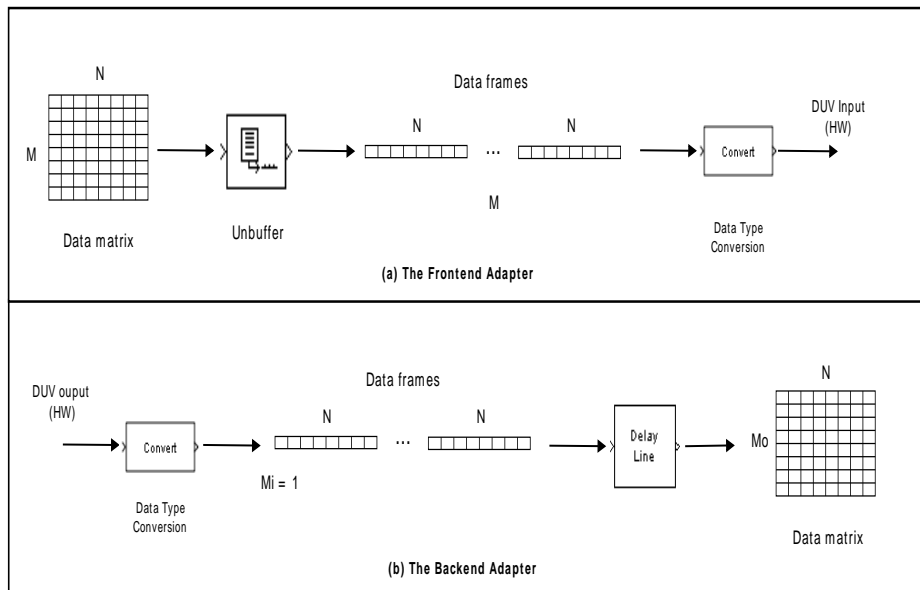 N
Data frames
DUV Input
(HW)
N
N
M
...
Convert
M
Unbuffer
Data matrix
Data Type
Conversion
(a) The Frontend Adapter
N
Data frames
DUV ouput
(HW)
N
N
Convert
...
Delay
Line
Mo
Mi = 1
Data Type
Conversion
Data matrix
(b) The Backend Adapter